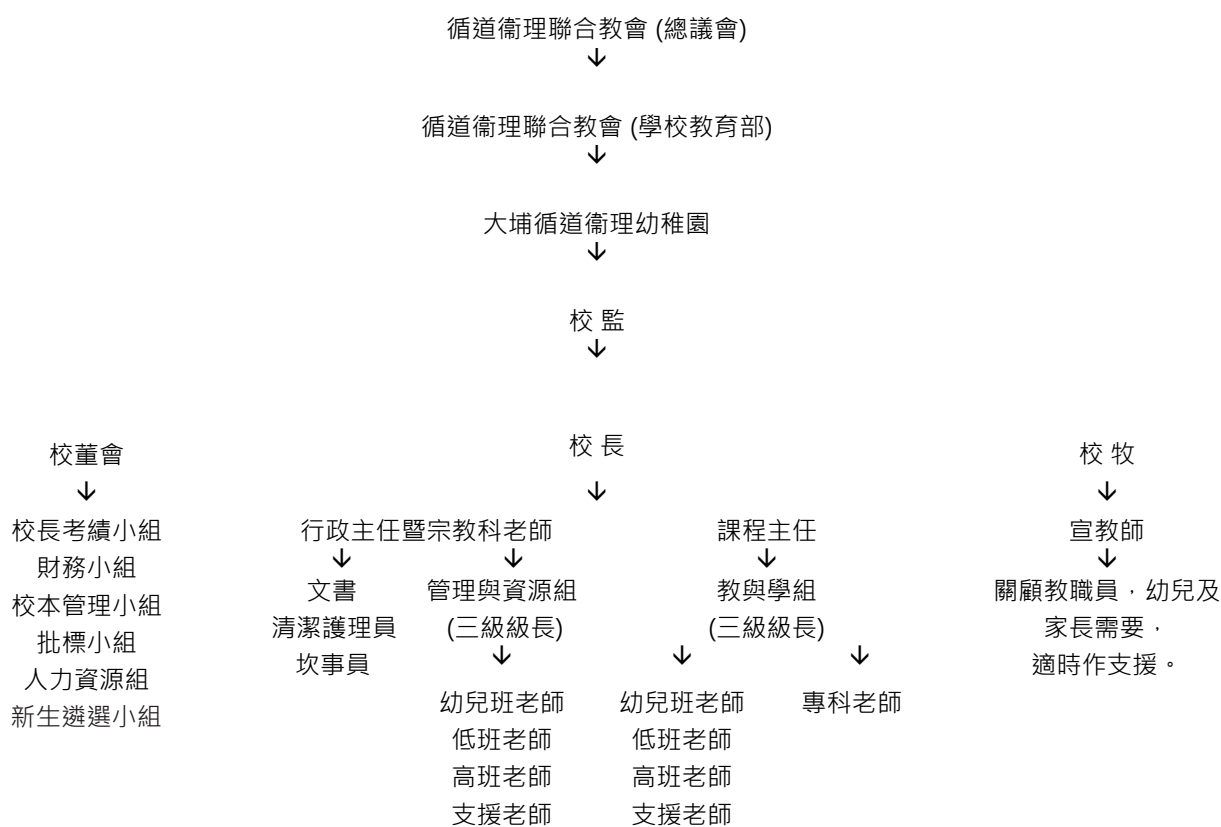 循道衞理聯合教會 (總議會)
循道衞理聯合教會 (學校教育部)
大埔循道衞理幼稚園
校 監
校董會
校長考績小組
財務小組
校本管理小組
批標小組
人力資源組
新生遴選小組
校 長
行政主任暨宗教科老師
文書
清潔護理員
炊事員
管理與資源組
(三級級長)
幼兒班老師
低班老師
高班老師
支援老師
課程主任
教與學組
(三級級長)
幼兒班老師
低班老師
高班老師
支援老師
專科老師
校 牧
宣教師
關顧教職員，幼兒及
家長需要，
適時作支援。